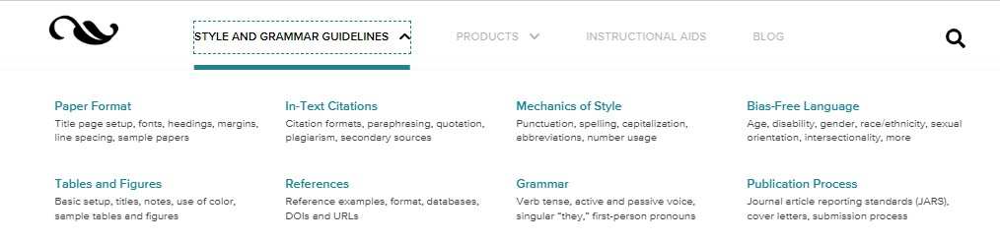 STYLE AND GRAMMAR GUIDELINES
PRODUCTS
INSTRUCTIONAL AIDS
BLOG
Paper Format
Title page setup, fonts, headings, margins,
line spacing, sample papers
In-Text Citations
Citation formats, paraphrasing, quotation,
plagiarism, secondary sources
Mechanics of Style
Punctuation, spelling, capitalization,
abbreviations, number usage
Bias-Free Language
Age, disability, gender, race/ethnicity, sexual
orientation, intersectionality, more
Tables and Figures
Basic setup, titles, notes, use of color,
sample tables and figures
References
Reference examples, format, databases,
DOIs and URLs
Grammar
Verb tense, active and passive voice,
singular “they,” first-person pronouns
Publication Process
Journal article reporting standards (JARS),
cover letters, submission process